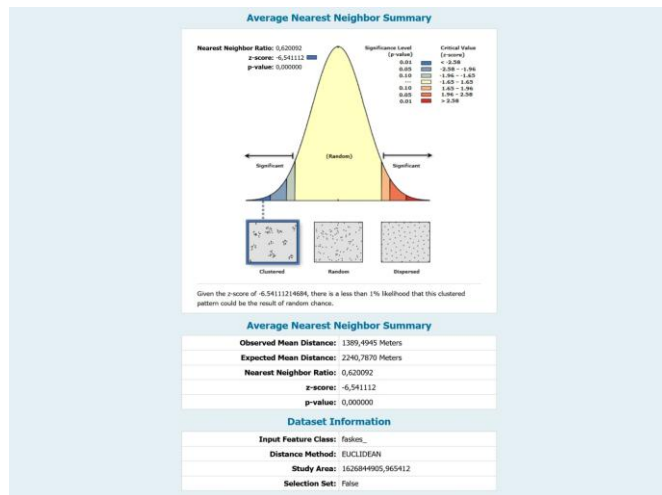 Average Nearest Neighbor Summary
Nearest Neighbor Ratio: 0,620092
z-score: -6,541112
p-value: 0,000000
Significance Level (p-value) Critical Value (z-score)
0.01 < -2.58
0.05 -2.58 - -1.96
0.10 -1.96 - -1.65
--- -1.65 - 1.65
0.10 1.65 - 1.96
0.05 1.96 - 2.58
0.01 > 2.58
Significant (Random) Significant
Clustered Random Dispersed
Given the z-score of -6.54111214684, there is a less than 1% likelihood that this clustered
pattern could be the result of random chance.
Average Nearest Neighbor Summary
Observed Mean Distance: 1389,4945 Meters
Expected Mean Distance: 2240,7870 Meters
Nearest Neighbor Ratio: 0,620092
z-score: -6,541112
p-value: 0,000000
Dataset Information
Input Feature Class: faskes_
Distance Method: EUCLIDEAN
Study Area: 1626844905,965412
Selection Set: False